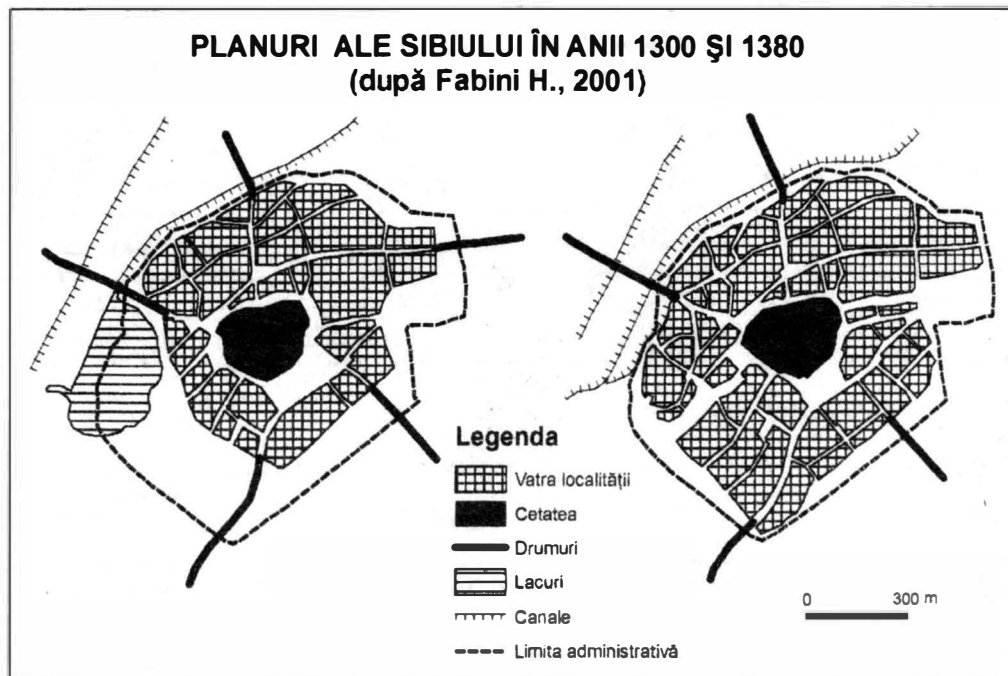 PLANURI ALE SIBIULUI ÎN ANII 1300 ŞI 1380
(după Fabini H., 2001)
Legenda
Vatra localităţii
Cetatea
Drumuri
Lacuri
Canale
Limita administrativă
0 300 m